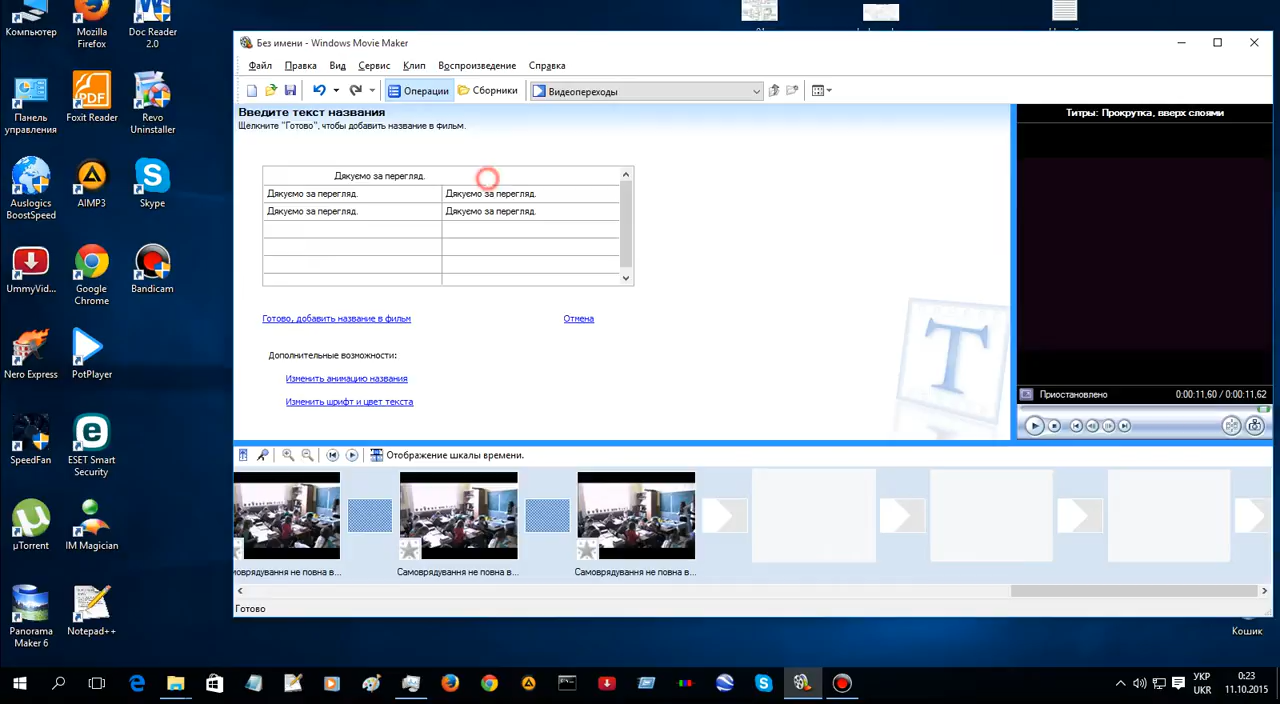 Компьютер
Mozilla
Firefox
Doc Reader
2.0
Панель
управления
Foxit Reader
Revo
Uninstaller
Auslogics
BoostSpeed
AIMP3
Skype
UmmyVid...
Google
Chrome
Bandicam
Nero Express
PotPlayer
SpeedFan
ESET Smart
Security
µTorrent
IM Magician
Panorama
Maker 6
Notepad++
Без имени - Windows Movie Maker
Файл Правка Вид Сервис Клип Воспроизведение Справка
Операции Сборники Видеопереходы
Введите текст названия
Щелкните "Готово", чтобы добавить название в фильм.
Дякуємо за перегляд.
Дякуємо за перегляд. Дякуємо за перегляд.
Дякуємо за перегляд. Дякуємо за перегляд.
Готово, добавить название в фильм Отмена
Дополнительные возможности:
Изменить анимацию названия
Изменить шрифт и цвет текста
Титры: Прокрутка, вверх слоями
Приостановлено 0:00:11,60 / 0:00:11,62
Отображение шкалы времени.
моврядування не повна в... Самоврядування не повна в... Самоврядування не повна в...
Готово
Кошик
УКР
UKR
0:23
11.10.2015